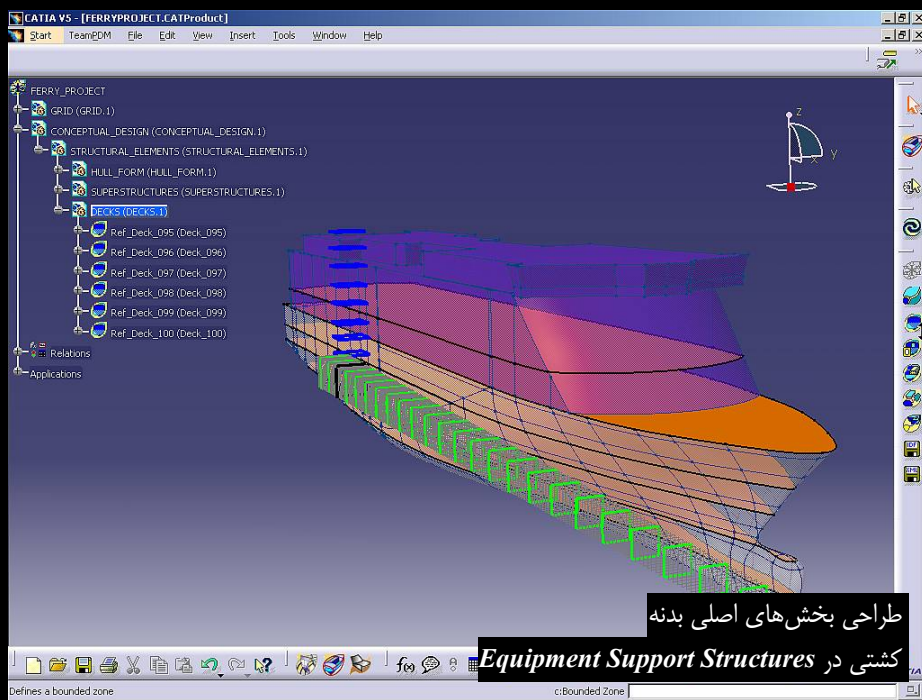 CATIA V5 - [FERRYPROJECT.CATProduct]
Start TeamPDM File Edit View Insert Tools Window Help
FERRY_PROJECT
GRID (GRID.1)
CONCEPTUAL_DESIGN (CONCEPTUAL_DESIGN.1)
STRUCTURAL_ELEMENTS (STRUCTURAL_ELEMENTS.1)
HULL_FORM (HULL_FORM.1)
SUPERSTRUCTURES (SUPERSTRUCTURES.1)
DECKS (DECKS.1)
Ref_Deck_095 (Deck_095)
Ref_Deck_096 (Deck_096)
Ref_Deck_097 (Deck_097)
Ref_Deck_098 (Deck_098)
Ref_Deck_099 (Deck_099)
Ref_Deck_100 (Deck_100)
Relations
Applications
z
y
x
طراحی بخش‌های اصلی بدنه
کشتی در Equipment Support Structures
f(x)
Defines a bounded zone
c:Bounded Zone